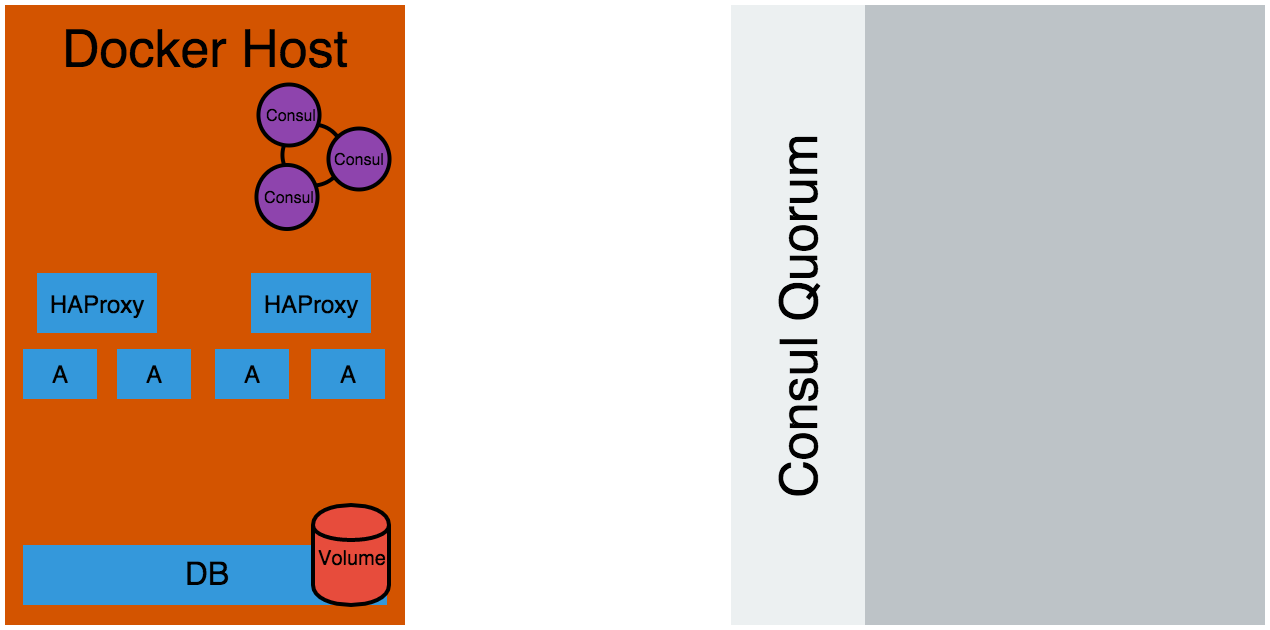 Docker Host
Consul
Consul
Consul
HAProxy
HAProxy
A
A
A
A
Volume
DB
Consul Quorum